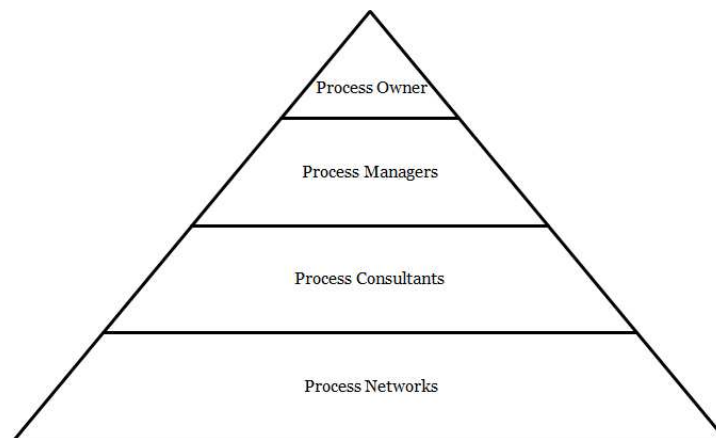 Process Owner
Process Managers
Process Consultants
Process Networks